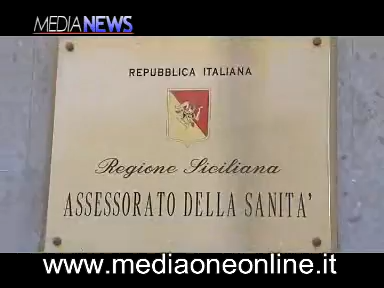 MEDIANEWS
REPUBBLICA ITALIANA
Regione Siciliana
ASSESSORATO DELLA SANITA'
www.mediaoneonline.it